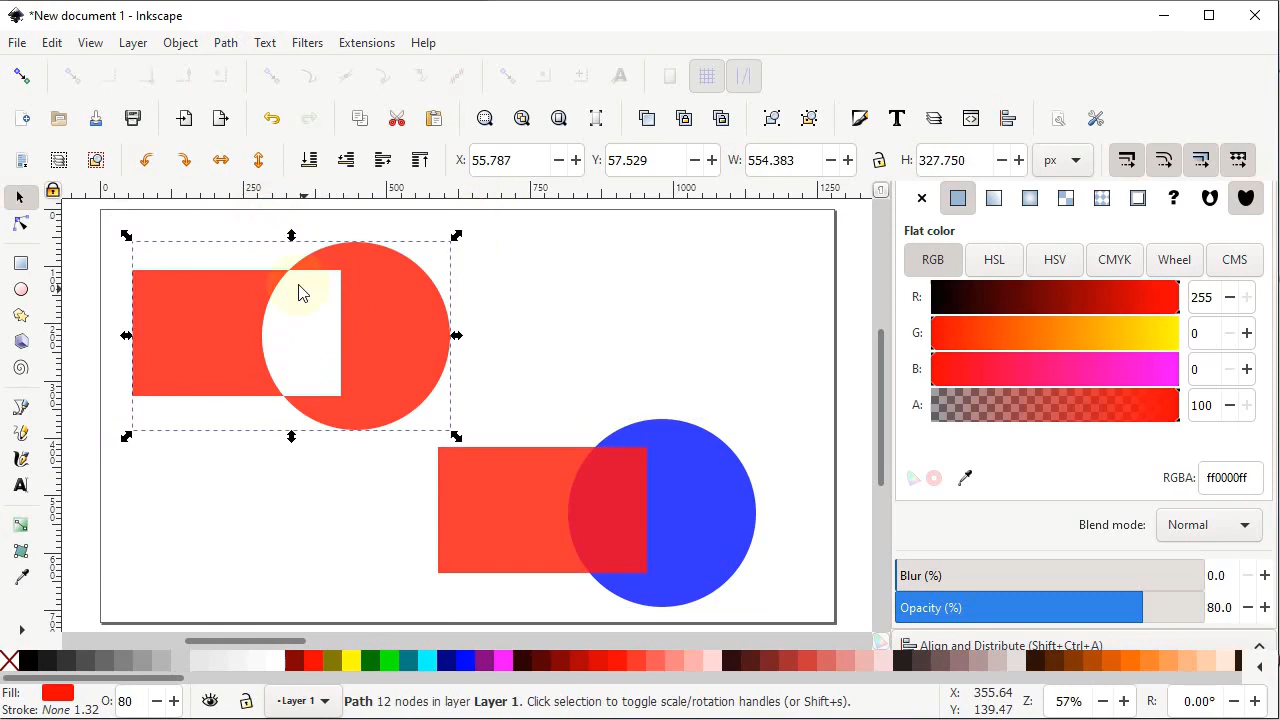 *New document 1 - Inkscape
File Edit View Layer Object Path Text Filters Extensions Help
X: 55.787 Y: 57.529 W: 554.383 H: 327.750 px
0 250 500 750 1000 1250
Flat color
RGB HSL HSV CMYK Wheel CMS
R: 255
G: 0
B: 0
A: 100
RGBA: ff0000ff
Blend mode: Normal
Blur (%) 0.0
Opacity (%) 80.0
Align and Distribute (Shift+Ctrl+A)
Fill: O: 80 Layer 1 Path 12 nodes in layer Layer 1. Click selection to toggle scale/rotation handles (or Shift+s). X: 355.64 Z: 57% R: 0.00°
Stroke: None 1.32 Y: 139.47